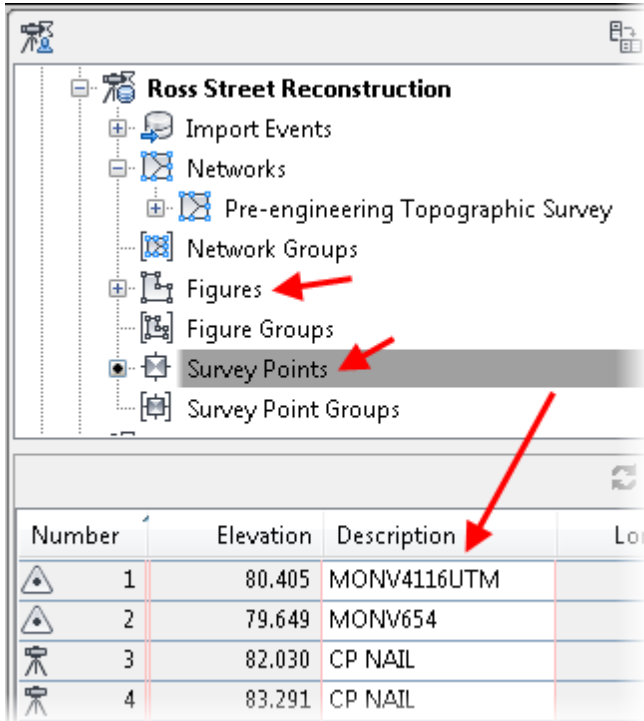 Ross Street Reconstruction
Import Events
Networks
Pre-engineering Topographic Survey
Network Groups
Figures
Figure Groups
Survey Points
Survey Point Groups
Number Elevation Description
1 80.405 MONV4116UTM
2 79.649 MONV654
3 82.030 CP NAIL
4 83.291 CP NAIL